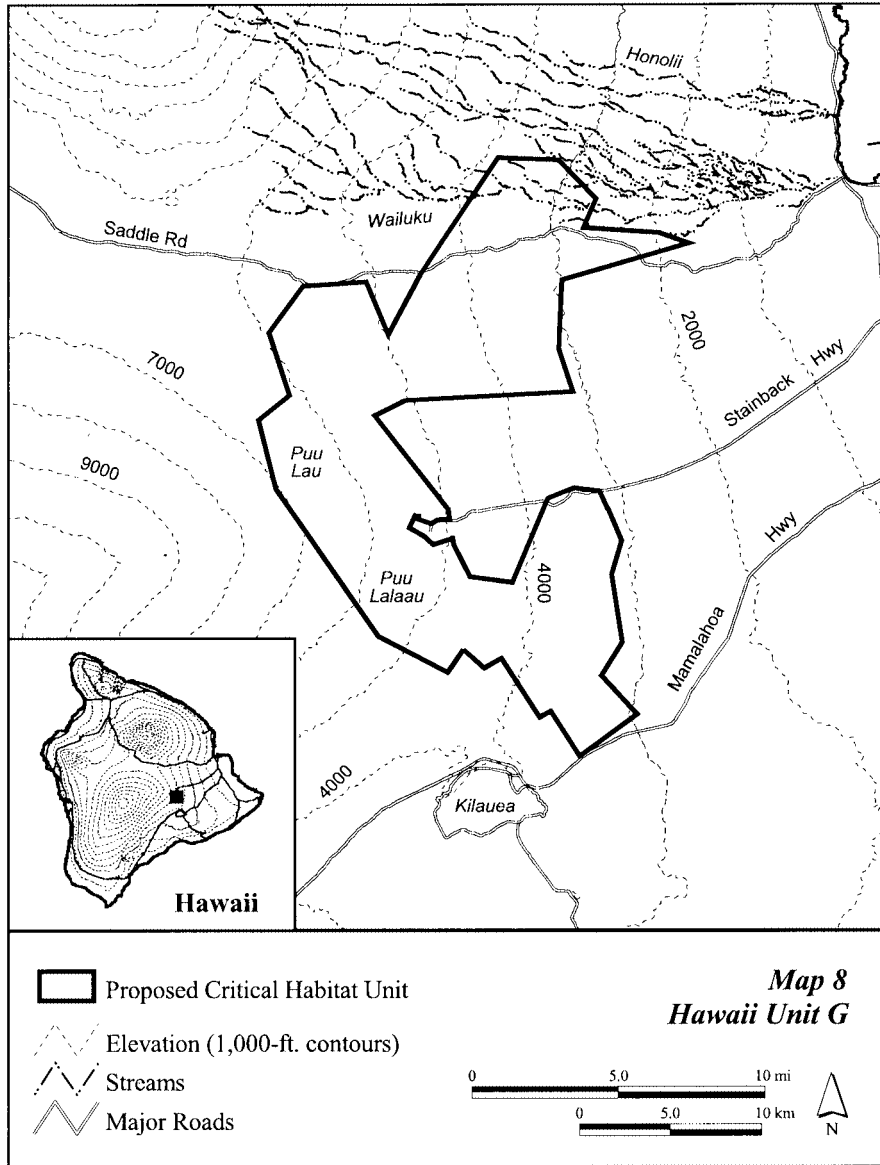 Honolii
Wailuku
Saddle Rd
7000
2000
Stainback Hwy
Puu
Lau
9000
Puu
Lalaau
4000
Mamalahoa Hwy
4000
Kilauea
Hawaii
Proposed Critical Habitat Unit
Map 8
Hawaii Unit G
Elevation (1,000-ft. contours)
Streams
Major Roads
0 5.0 10 mi
0 5.0 10 km
N